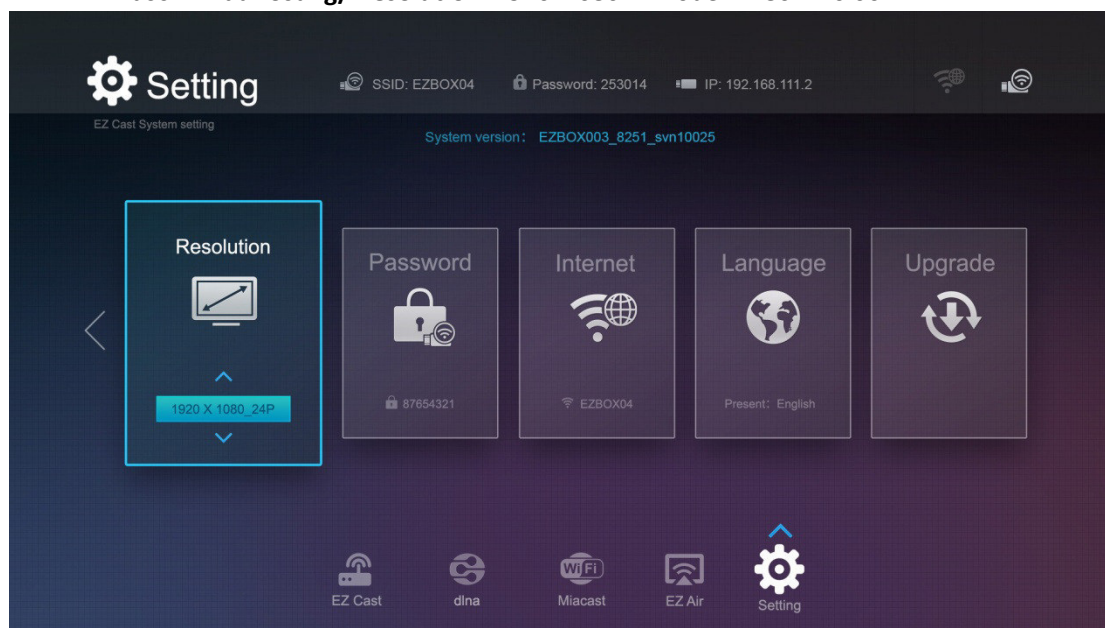 Setting
SSID: EZBOX04
Password: 253014
IP: 192.168.111.2
EZ Cast System setting
System version: EZBOX003_8251_svn10025
Resolution
1920 X 1080_24P
Password
87654321
Internet
EZBOX04
Language
Present: English
Upgrade
EZ Cast
dlna
WiFi
Miacast
EZ Air
Setting